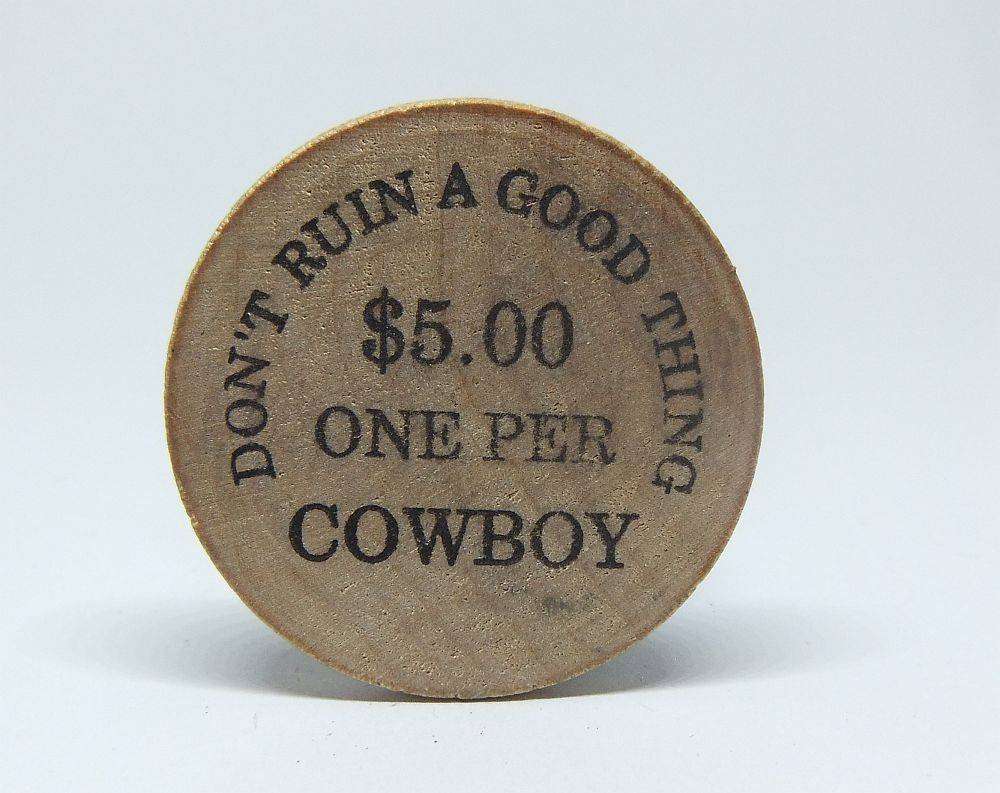 DON'T RUIN A GOOD THING
$5.00
ONE PER
COWBOY